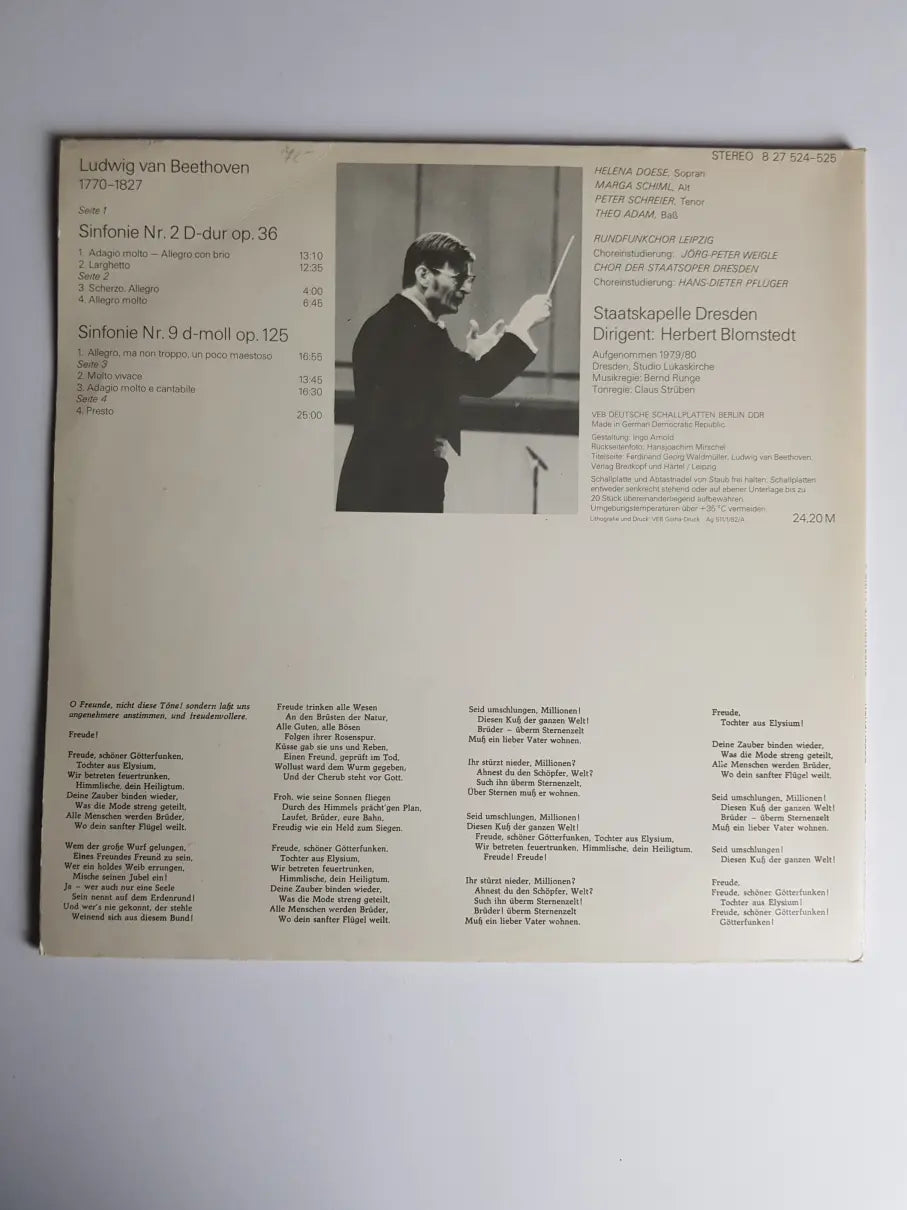 Ludwig van Beethoven
1770–1827
Seite 1
Sinfonie Nr. 2 D-dur op. 36
1. Adagio molto – Allegro con brio 13:10
2. Larghetto 12:35
Seite 2
3. Scherzo. Allegro 4:00
4. Allegro molto 6:45
Sinfonie Nr. 9 d-moll op. 125
1. Allegro, ma non troppo, un poco maestoso 16:55
Seite 3
2. Molto vivace 13:45
3. Adagio molto e cantabile 16:30
Seite 4
4. Presto 25:00
STEREO 8 27 524-525
HELENA DOESE, Sopran
MARGA SCHIML, Alt
PETER SCHREIER, Tenor
THEO ADAM, Baß
RUNDFUNKCHOR LEIPZIG
Choreinstudierung: JÖRG-PETER WEIGLE
CHOR DER STAATSOPER DRESDEN
Choreinstudierung: HANS-DIETER PFLÜGER
Staatskapelle Dresden
Dirigent: Herbert Blomstedt
Aufgenommen 1979/80
Dresden, Studio Lukaskirche
Musikregie: Bernd Runge
Tonregie: Claus Strüben
VEB DEUTSCHE SCHALLPLATTEN BERLIN DDR
Made in German Democratic Republic
Gestaltung: Ingo Arnold
Rückseitenfoto: Hansjoachim Mirschel
Titelseite: Ferdinand Georg Waldmüller, Ludwig van Beethoven,
Verlag Breitkopf und Härtel / Leipzig
Schallplatte und Abtastnadel von Staub frei halten. Schallplatten
entweder senkrecht stehend oder auf ebener Unterlage bis zu
20 Stück übereinanderliegend aufbewahren.
Umgebungstemperaturen über +35 °C vermeiden.
Lithografie und Druck: VEB Gotha-Druck Ag 511/1/82/A 24,20 M
O Freunde, nicht diese Töne! sondern laßt uns
angenehmere anstimmen, und freudenvollere.
Freude!
Freude, schöner Götterfunken,
Tochter aus Elysium,
Wir betreten feuertrunken,
Himmlische, dein Heiligtum.
Deine Zauber binden wieder,
Was die Mode streng geteilt,
Alle Menschen werden Brüder,
Wo dein sanfter Flügel weilt.
Wem der große Wurf gelungen,
Eines Freundes Freund zu sein,
Wer ein holdes Weib errungen,
Mische seinen Jubel ein!
Ja – wer auch nur eine Seele
Sein nennt auf dem Erdenrund!
Und wer's nie gekonnt, der stehle
Weinend sich aus diesem Bund!
Freude trinken alle Wesen
An den Brüsten der Natur,
Alle Guten, alle Bösen
Folgen ihrer Rosenspur.
Küsse gab sie uns und Reben,
Einen Freund, geprüft im Tod,
Wollust ward dem Wurm gegeben,
Und der Cherub steht vor Gott.
Froh, wie seine Sonnen fliegen
Durch des Himmels prächt'gen Plan,
Laufet, Brüder, eure Bahn,
Freudig wie ein Held zum Siegen.
Freude, schöner Götterfunken,
Tochter aus Elysium,
Wir betreten feuertrunken,
Himmlische, dein Heiligtum,
Deine Zauber binden wieder,
Was die Mode streng geteilt,
Alle Menschen werden Brüder,
Wo dein sanfter Flügel weilt.
Seid umschlungen, Millionen!
Diesen Kuß der ganzen Welt!
Brüder – überm Sternenzelt
Muß ein lieber Vater wohnen.
Ihr stürzt nieder, Millionen?
Ahnest du den Schöpfer, Welt?
Such ihn überm Sternenzelt,
Über Sternen muß er wohnen.
Seid umschlungen, Millionen!
Diesen Kuß der ganzen Welt!
Freude, schöner Götterfunken, Tochter aus Elysium,
Wir betreten feuertrunken, Himmlische, dein Heiligtum.
Freude! Freude!
Ihr stürzt nieder, Millionen?
Ahnest du den Schöpfer, Welt?
Such ihn überm Sternenzelt!
Brüder! überm Sternenzelt
Muß ein lieber Vater wohnen.
Freude,
Tochter aus Elysium!
Deine Zauber binden wieder,
Was die Mode streng geteilt,
Alle Menschen werden Brüder,
Wo dein sanfter Flügel weilt.
Seid umschlungen, Millionen!
Diesen Kuß der ganzen Welt!
Brüder – überm Sternenzelt
Muß ein lieber Vater wohnen.
Seid umschlungen!
Diesen Kuß der ganzen Welt!
Freude,
Freude, schöner Götterfunken!
Tochter aus Elysium!
Freude, schöner Götterfunken!
Götterfunken!